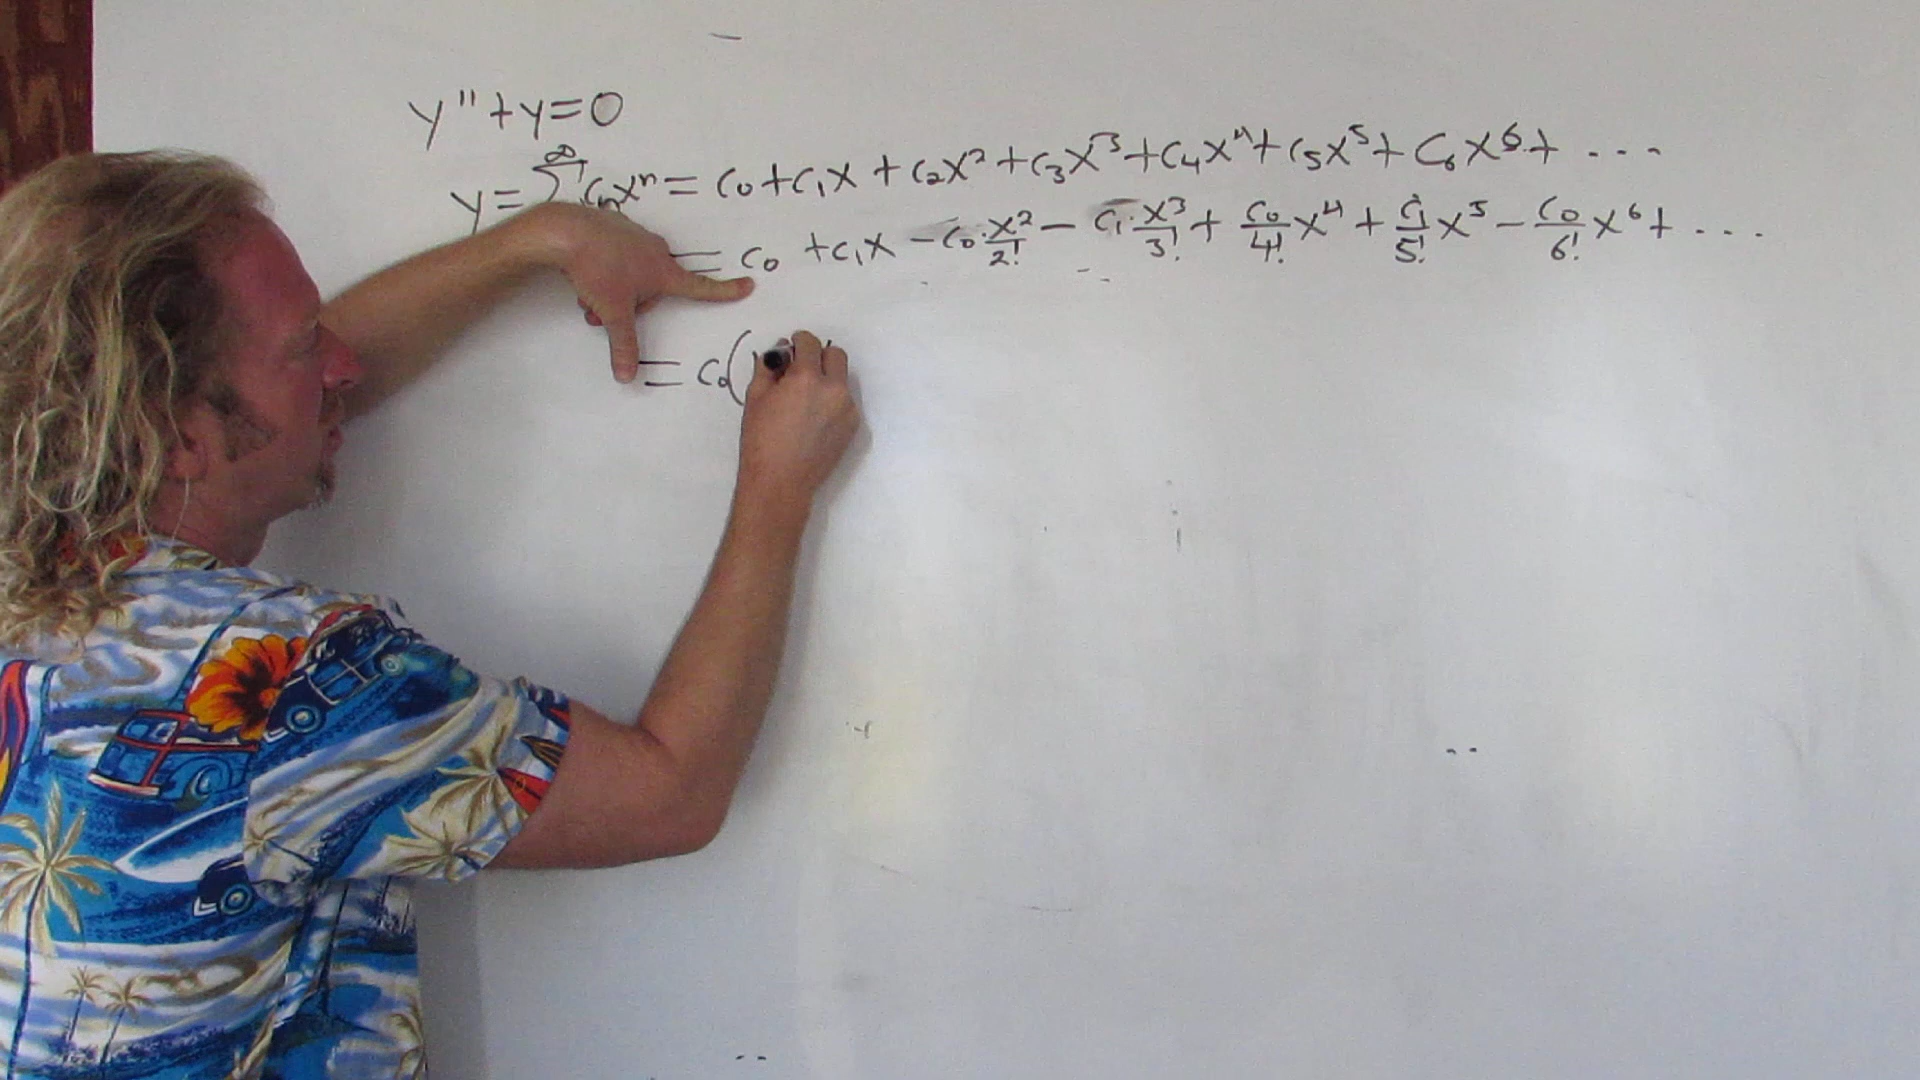 y'' + y = 0
y = ∑^∞ cₙxⁿ = c₀ + c₁x + c₂x² + c₃x³ + c₄x⁴ + c₅x⁵ + c₆x⁶ + ...
= c₀ + c₁x - c₀·x²/2! - c₁·x³/3! + c₀/4! x⁴ + c₁/5! x⁵ - c₀/6! x⁶ + ...
= c₀(